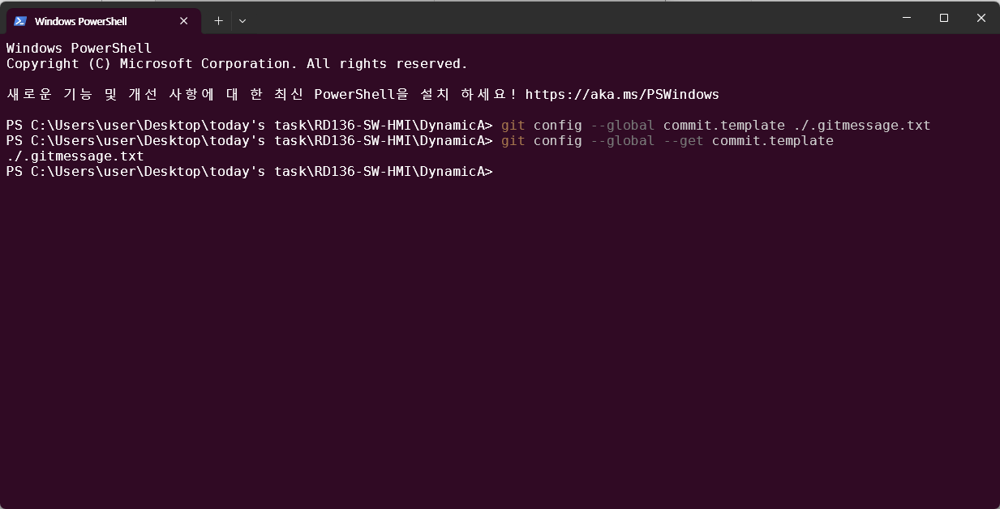 Windows PowerShell
Windows PowerShell
Copyright (C) Microsoft Corporation. All rights reserved.
새로운 기능 및 개선 사항에 대 한 최신 PowerShell을 설치 하세요! https://aka.ms/PSWindows
PS C:\Users\user\Desktop\today's task\RD136-SW-HMI\DynamicA> git config --global commit.template ./.gitmessage.txt
PS C:\Users\user\Desktop\today's task\RD136-SW-HMI\DynamicA> git config --global --get commit.template
./.gitmessage.txt
PS C:\Users\user\Desktop\today's task\RD136-SW-HMI\DynamicA>